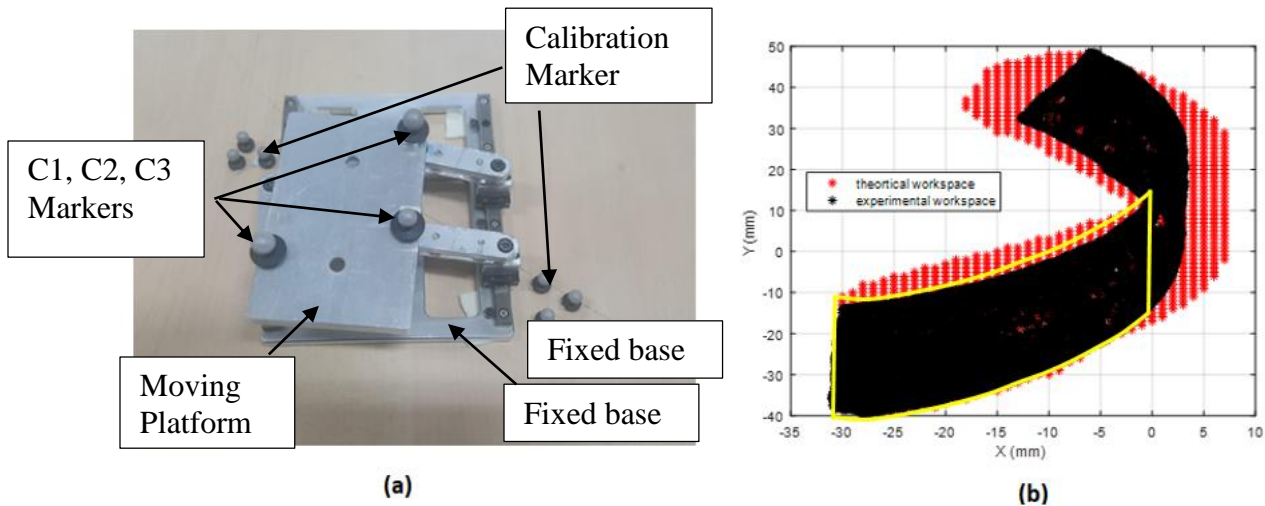 Calibration
Marker
C1, C2, C3
Markers
Moving
Platform
Fixed base
Fixed base
(a)
50
40
30
20
10
0
-10
-20
-30
-40
Y (mm)
theortical workspace
experimental workspace
-35 -30 -25 -20 -15 -10 -5 0 5 10
X (mm)
(b)